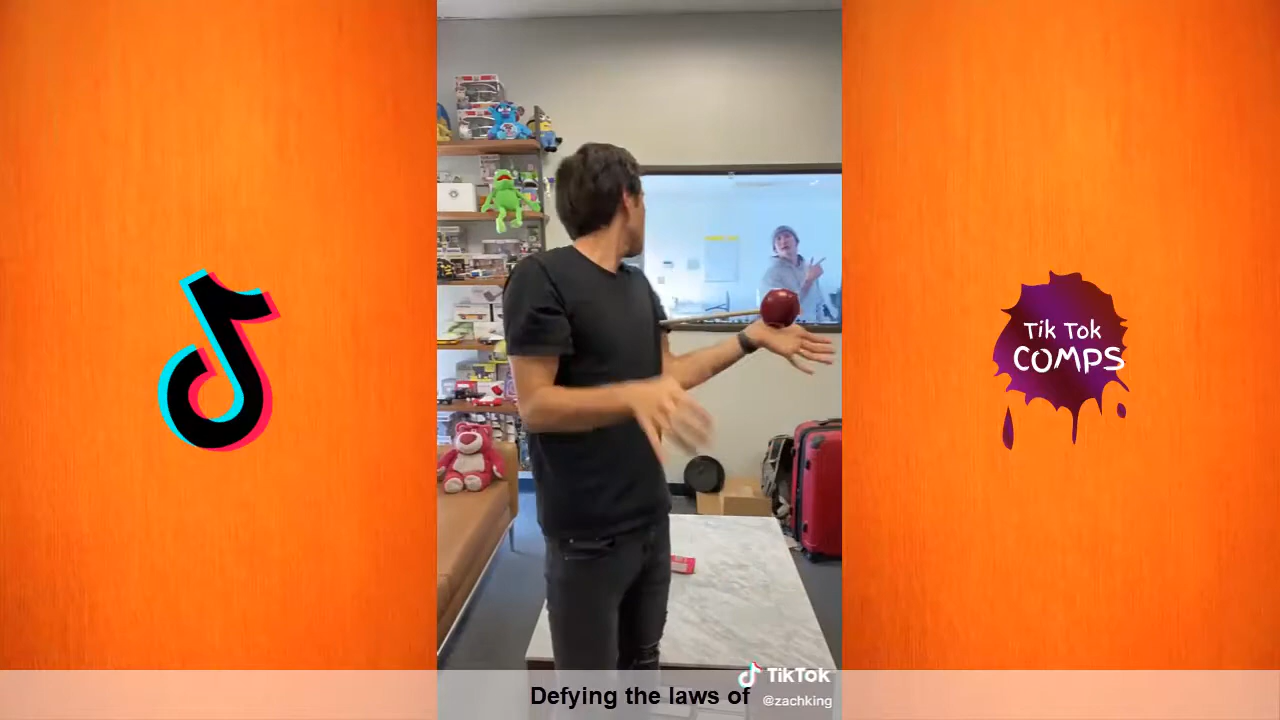 Tik Tok
COMPS
TikTok
Defying the laws of
@zachking